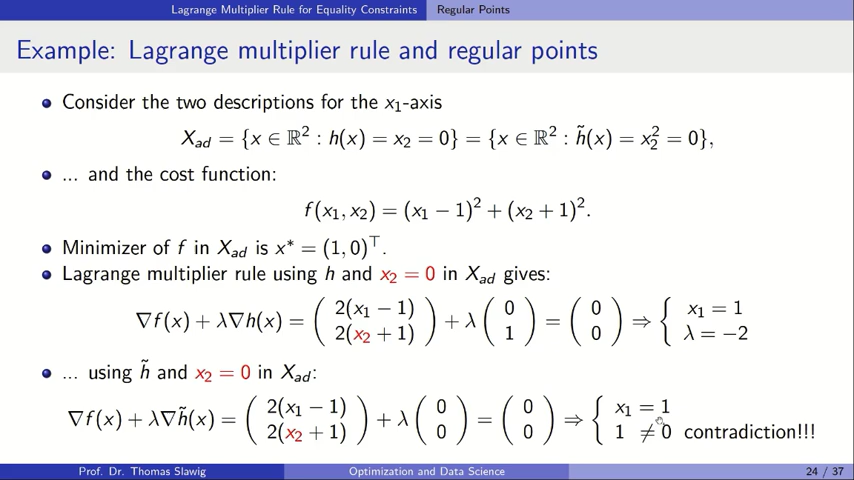 Lagrange Multiplier Rule for Equality Constraints Regular Points
Example: Lagrange multiplier rule and regular points
Consider the two descriptions for the x₁-axis
X_ad = {x ∈ ℝ² : h(x) = x₂ = 0} = {x ∈ ℝ² : h̃(x) = x₂² = 0},
... and the cost function:
f(x₁, x₂) = (x₁ − 1)² + (x₂ + 1)².
Minimizer of f in X_ad is x* = (1, 0)^⊤.
Lagrange multiplier rule using h and x₂ = 0 in X_ad gives:
∇f(x) + λ∇h(x) = ( 2(x₁ − 1) 2(x₂ + 1) ) + λ ( 0 1 ) = ( 0 0 ) ⇒ { x₁ = 1 λ = −2
... using h̃ and x₂ = 0 in X_ad:
∇f(x) + λ∇h̃(x) = ( 2(x₁ − 1) 2(x₂ + 1) ) + λ ( 0 0 ) = ( 0 0 ) ⇒ { x₁ = 1 1 ≠ 0 contradiction!!!
Prof. Dr. Thomas Slawig Optimization and Data Science 24 / 37